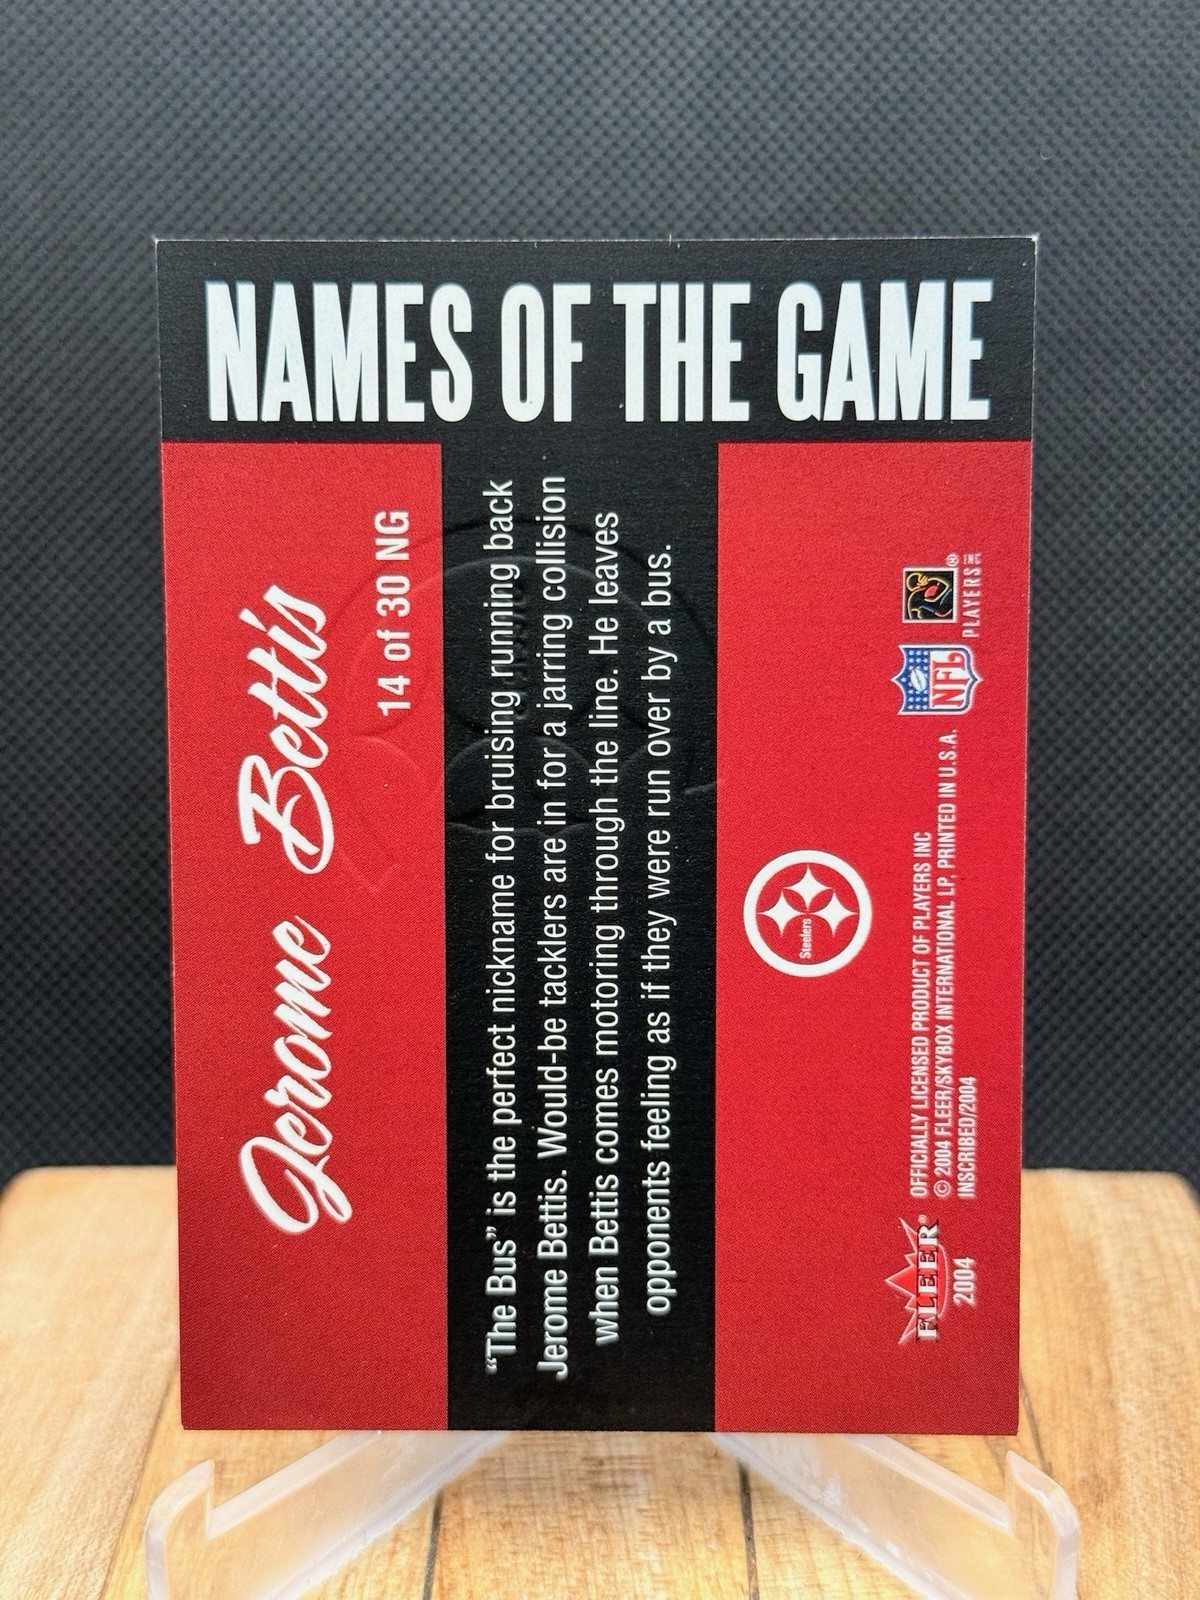 NAMES OF THE GAME
Jerome Bettis
14 of 30 NG
“The Bus” is the perfect nickname for bruising running back
Jerome Bettis. Would-be tacklers are in for a jarring collision
when Bettis comes motoring through the line. He leaves
opponents feeling as if they were run over by a bus.
Steelers
FLEER®
2004
OFFICIALLY LICENSED PRODUCT OF PLAYERS INC
© 2004 FLEER/SKYBOX INTERNATIONAL LP, PRINTED IN U.S.A.
INSCRIBED/2004
NFL
®
PLAYERS INC